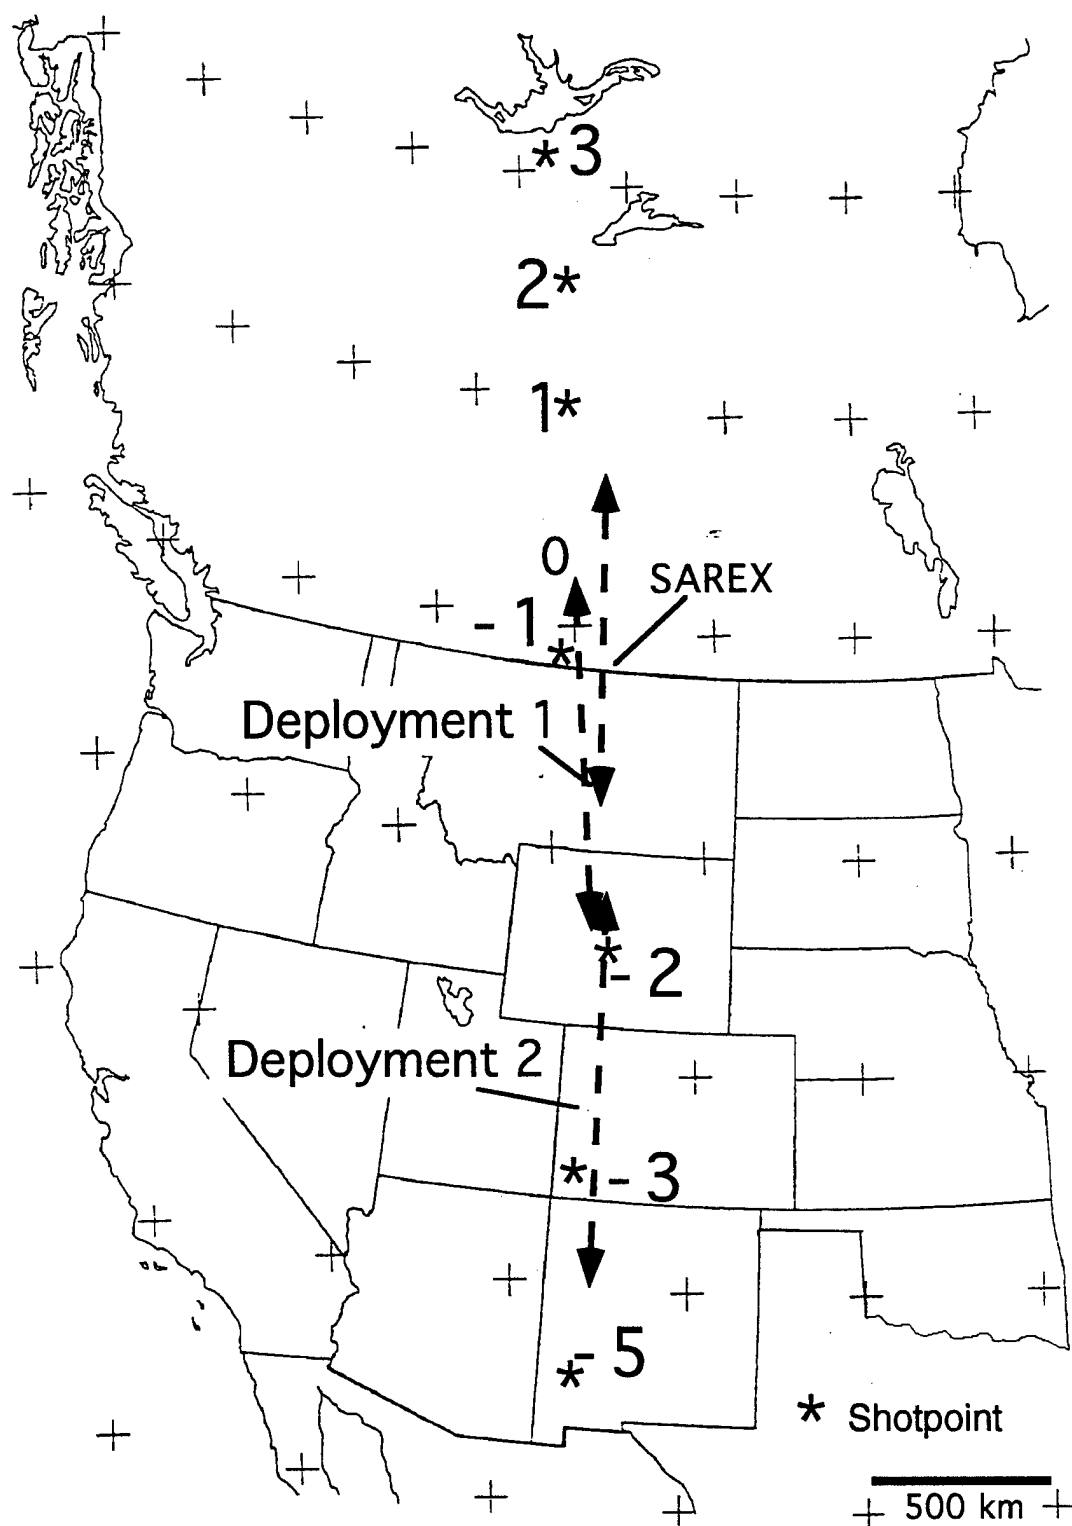 * 3
2 *
1 *
0
SAREX
- 1
*
Deployment 1
*
- 2
Deployment 2
* - 3
* - 5
* Shotpoint
500 km